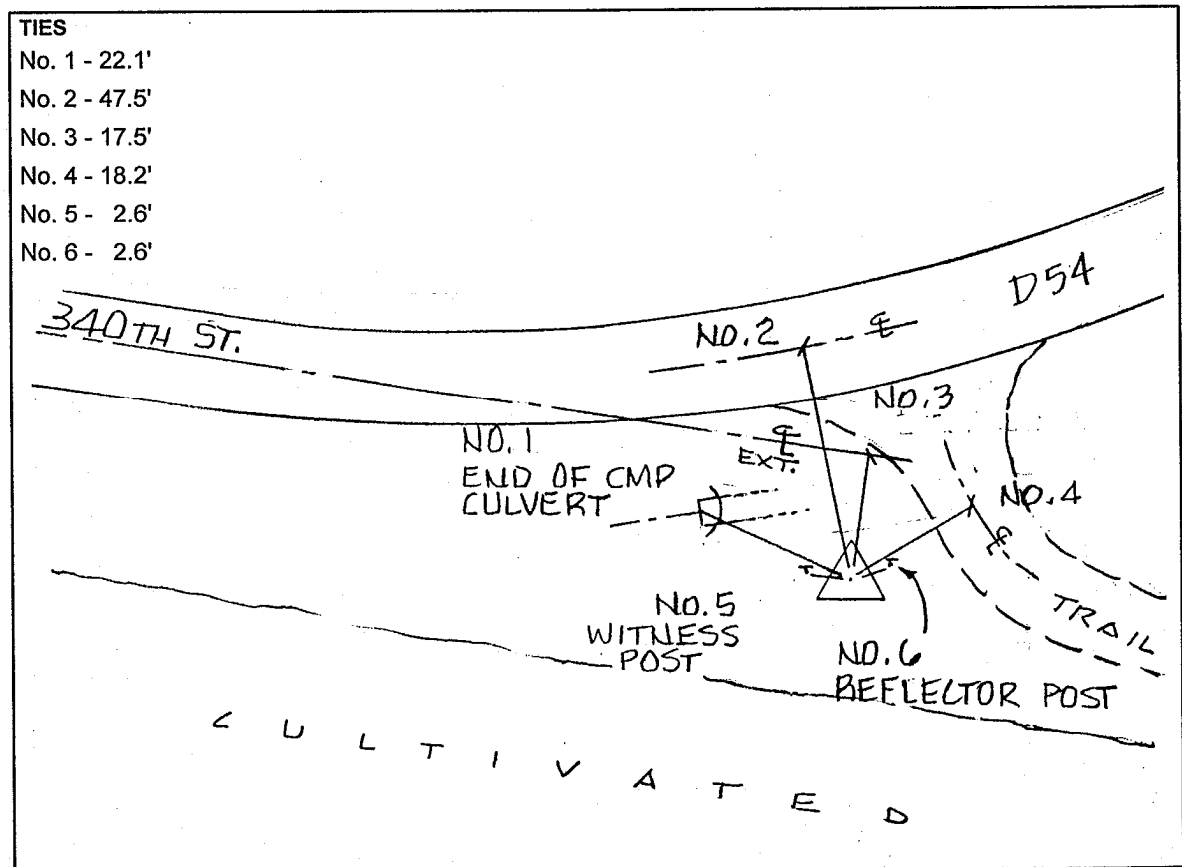 TIES
No. 1 - 22.1'
No. 2 - 47.5'
No. 3 - 17.5'
No. 4 - 18.2'
No. 5 - 2.6'
No. 6 - 2.6'
D54
340TH ST.
NO.2 ℄
NO.3
NO.1
END OF CMP
CULVERT
℄
EXT.
NO.4
℄
NO.5
WITNESS
POST
TRAIL
NO.6
REFLECTOR POST
CULTIVATED